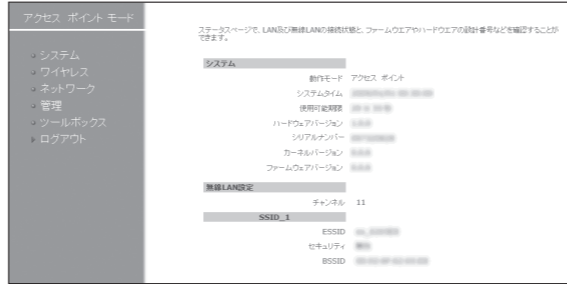 アクセス ポイント モード
システム
ワイヤレス
ネットワーク
管理
ツールボックス
ログアウト
ステータスページで、LAN及び無線LANの接続状態と、ファームウエアやハードウエアの設計番号などを確認することが
できます。
システム
動作モード アクセス ポイント
システムタイム
使用可能期限
ハードウェアバージョン
シリアルナンバー
カーネルバージョン
ファームウェアバージョン
無線LAN設定
チャンネル 11
SSID_1
ESSID
セキュリティ
BSSID